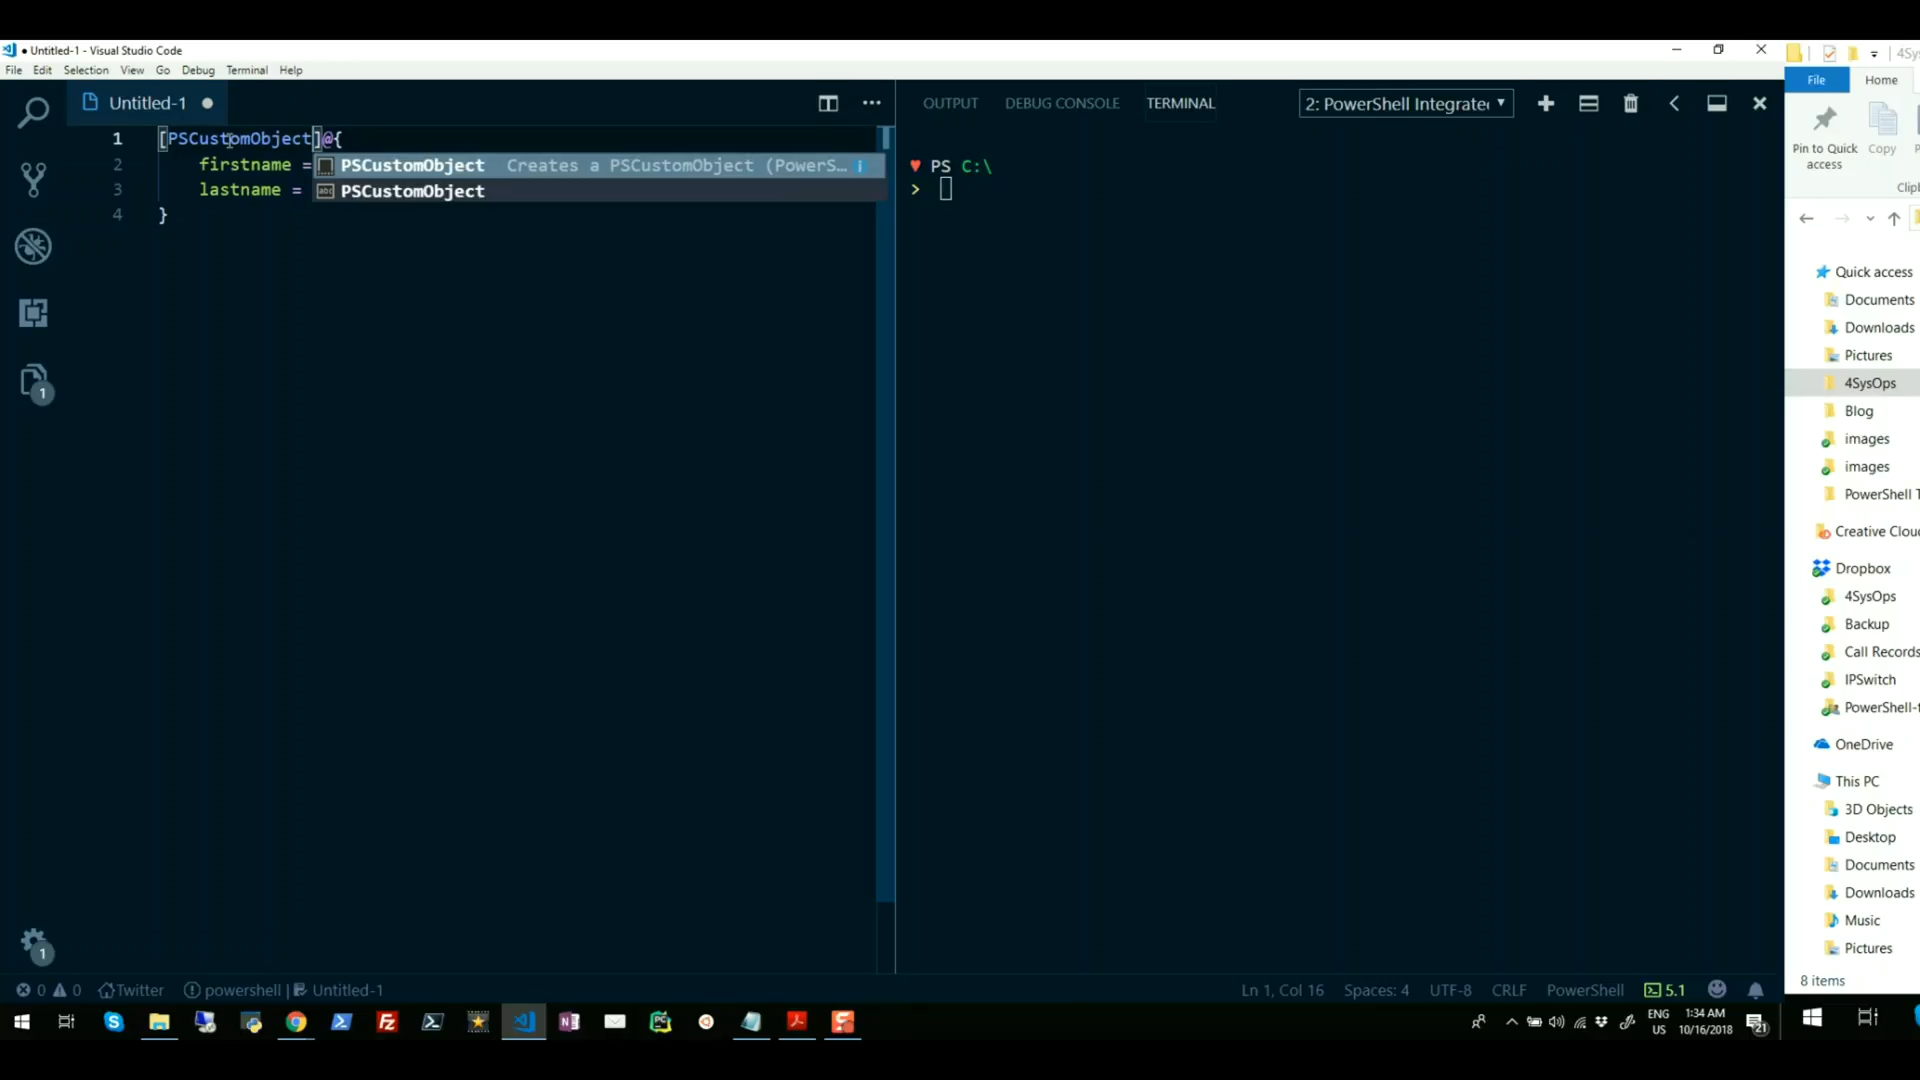 ● Untitled-1 - Visual Studio Code
File Edit Selection View Go Debug Terminal Help
Untitled-1 ●
OUTPUT DEBUG CONSOLE TERMINAL
2: PowerShell Integrate
1 [PSCustomObject]@{
2 firstname =
3 lastname =
4 }
PSCustomObject Creates a PSCustomObject (PowerS...
PSCustomObject
♥ PS C:\
>
1
1
0 0 Twitter powershell | Untitled-1
Ln 1, Col 16 Spaces: 4 UTF-8 CRLF PowerShell 5.1
ENG
US
1:34 AM
10/16/2018
21
4Sy
File Home
Pin to Quick
access
Copy
Clip
Quick access
Documents
Downloads
Pictures
4SysOps
Blog
images
images
PowerShell T
Creative Clou
Dropbox
4SysOps
Backup
Call Records
IPSwitch
PowerShell-t
OneDrive
This PC
3D Objects
Desktop
Documents
Downloads
Music
Pictures
8 items